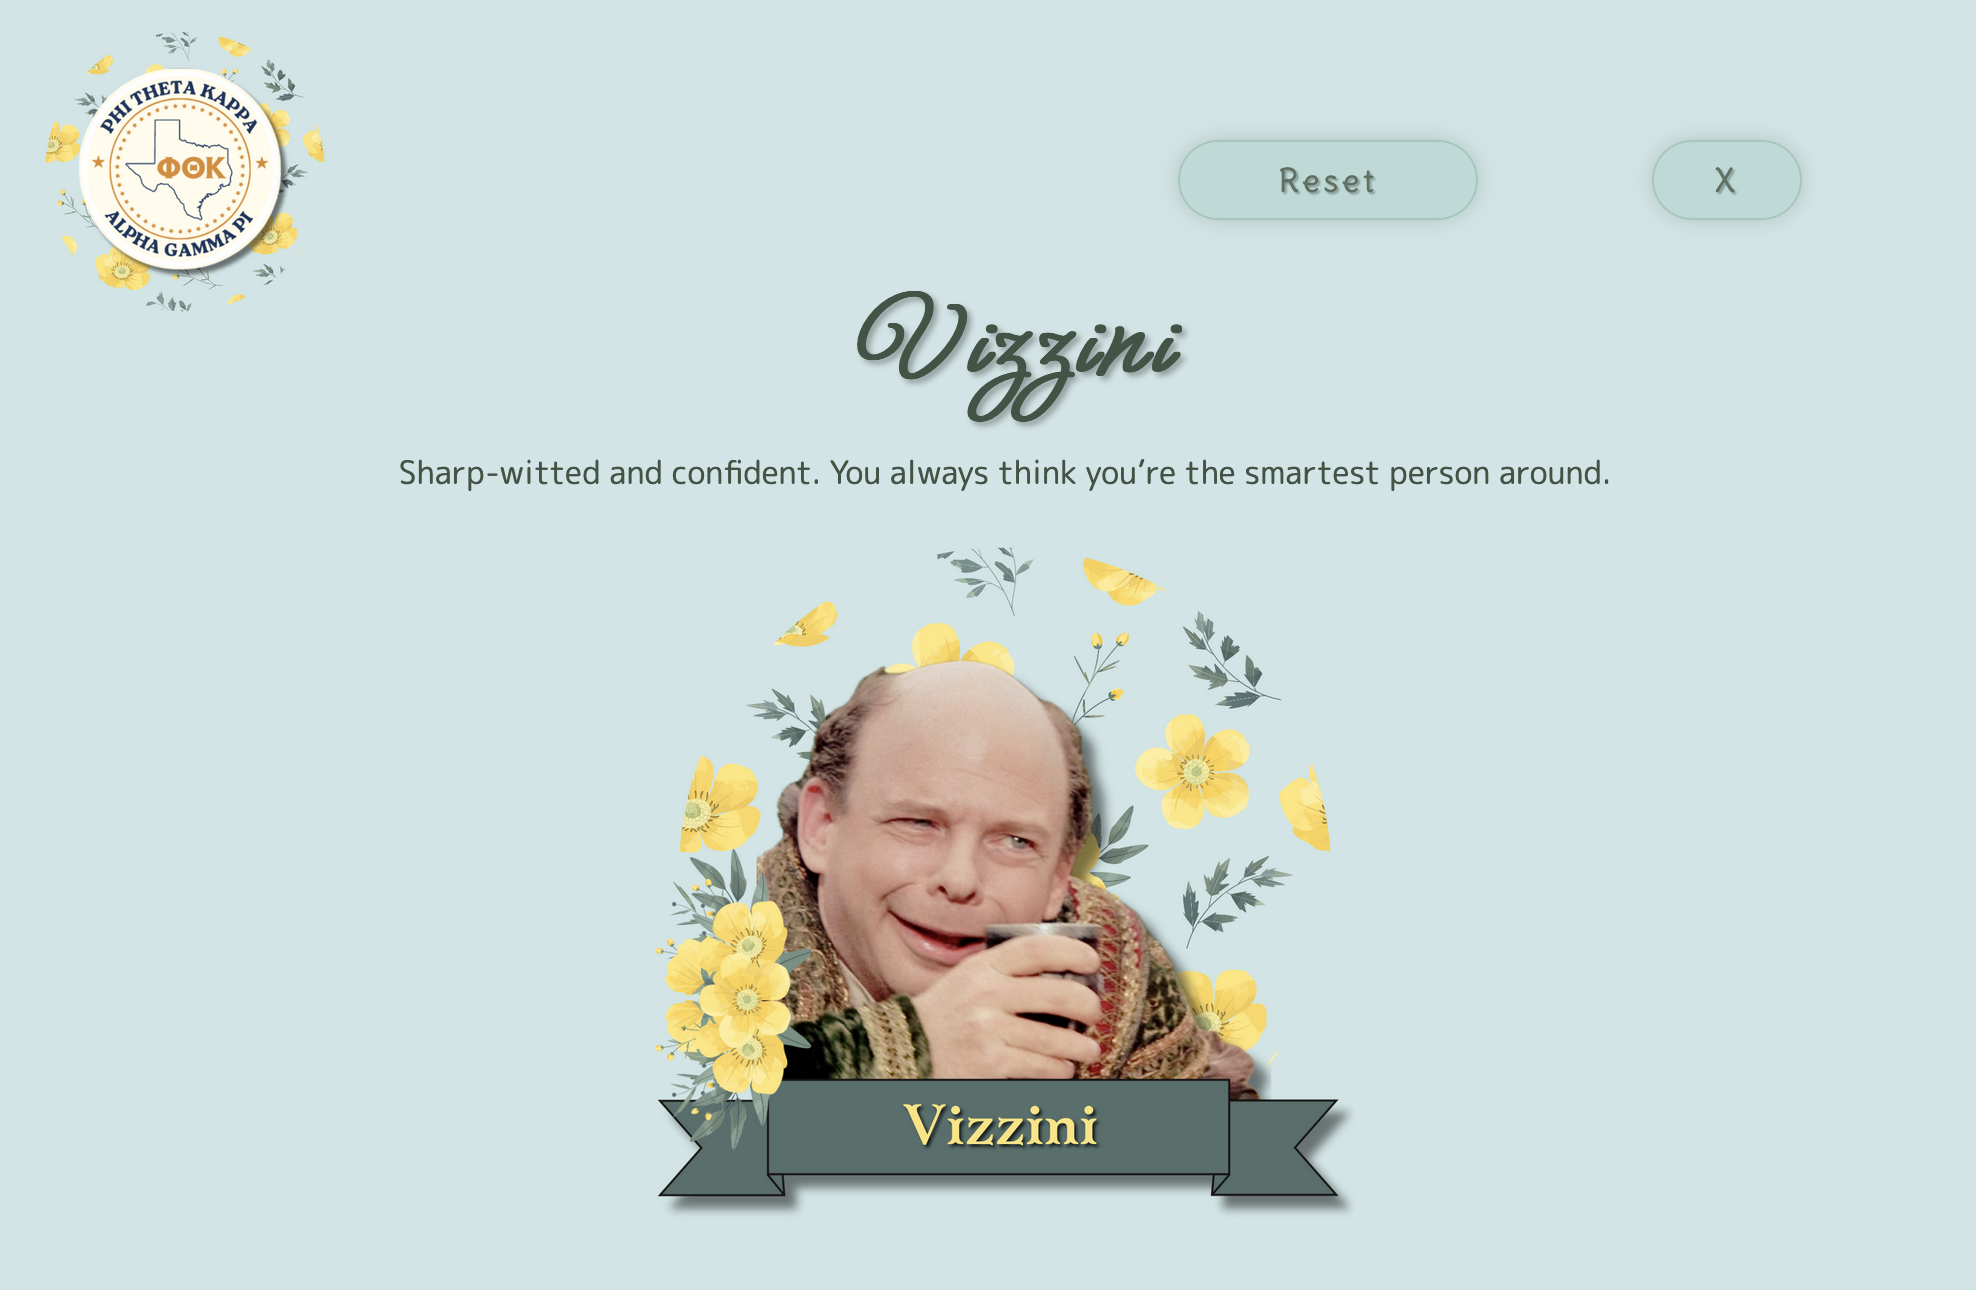 PHI THETA KAPPA
ΦΘΚ
ALPHA GAMMA PI
Reset
X
Vizzini
Sharp-witted and confident. You always think you’re the smartest person around.
Vizzini